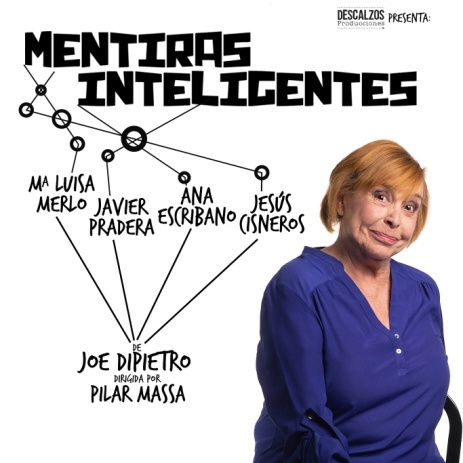 DESCALZOS
Producciones
PRESENTA:
MENTIRAS
INTELIGENTES
Mª LUISA
MERLO
JAVIER
PRADERA
ANA
ESCRIBANO
JESÚS
CISNEROS
DE
JOE DIPIETRO
DIRIGIDA POR
PILAR MASSA